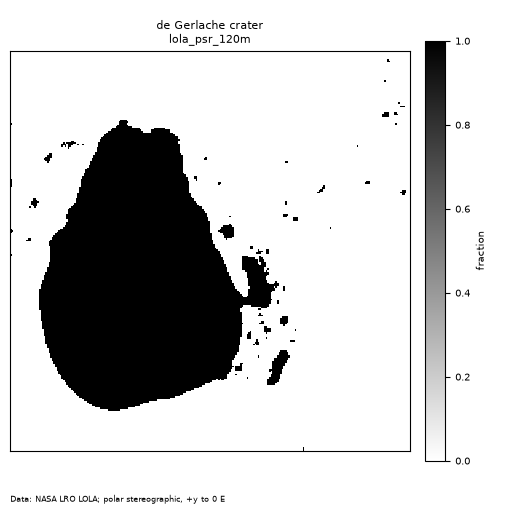 de Gerlache crater
lola_psr_120m
1.0
0.8
0.6
0.4
0.2
0.0
fraction
Data: NASA LRO LOLA; polar stereographic, +y to 0 E